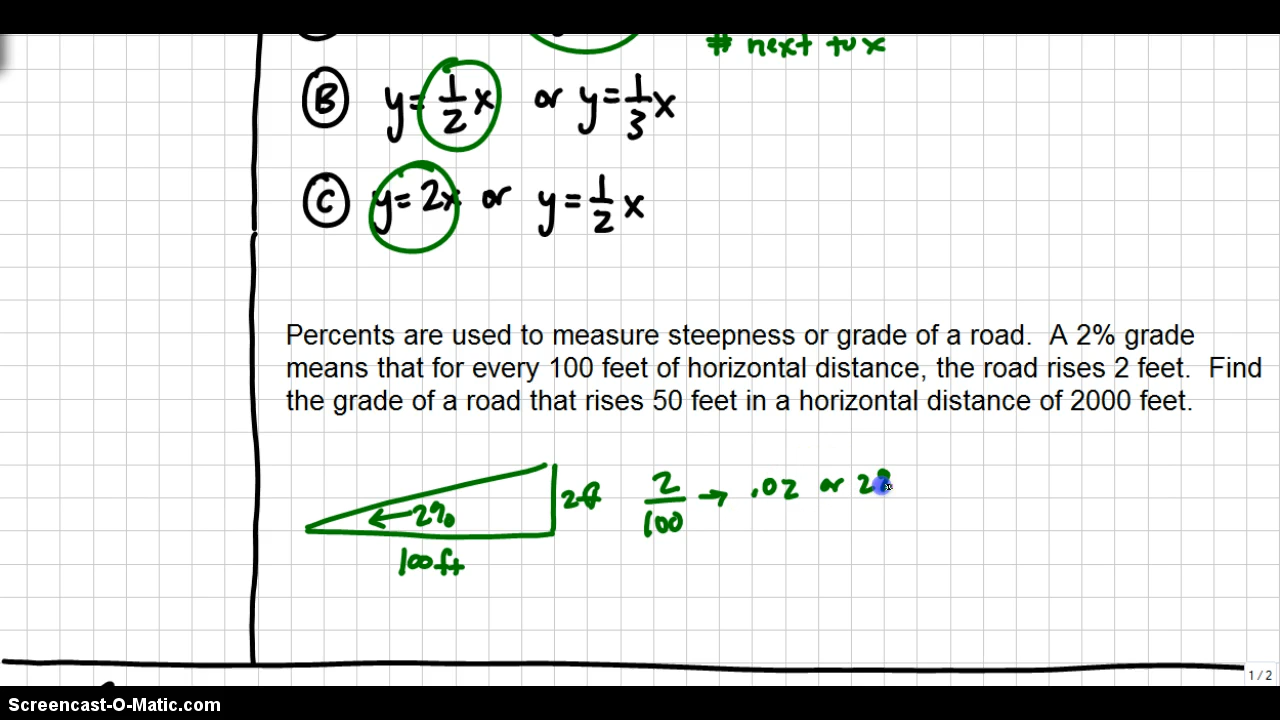 # next to x
B y = 1/2 x or y = 1/3 x
C y = 2x or y = 1/2 x
Percents are used to measure steepness or grade of a road. A 2% grade
means that for every 100 feet of horizontal distance, the road rises 2 feet. Find
the grade of a road that rises 50 feet in a horizontal distance of 2000 feet.
2% 2ft 2/100 → .02 or 2
100ft
1 / 2
Screencast-O-Matic.com